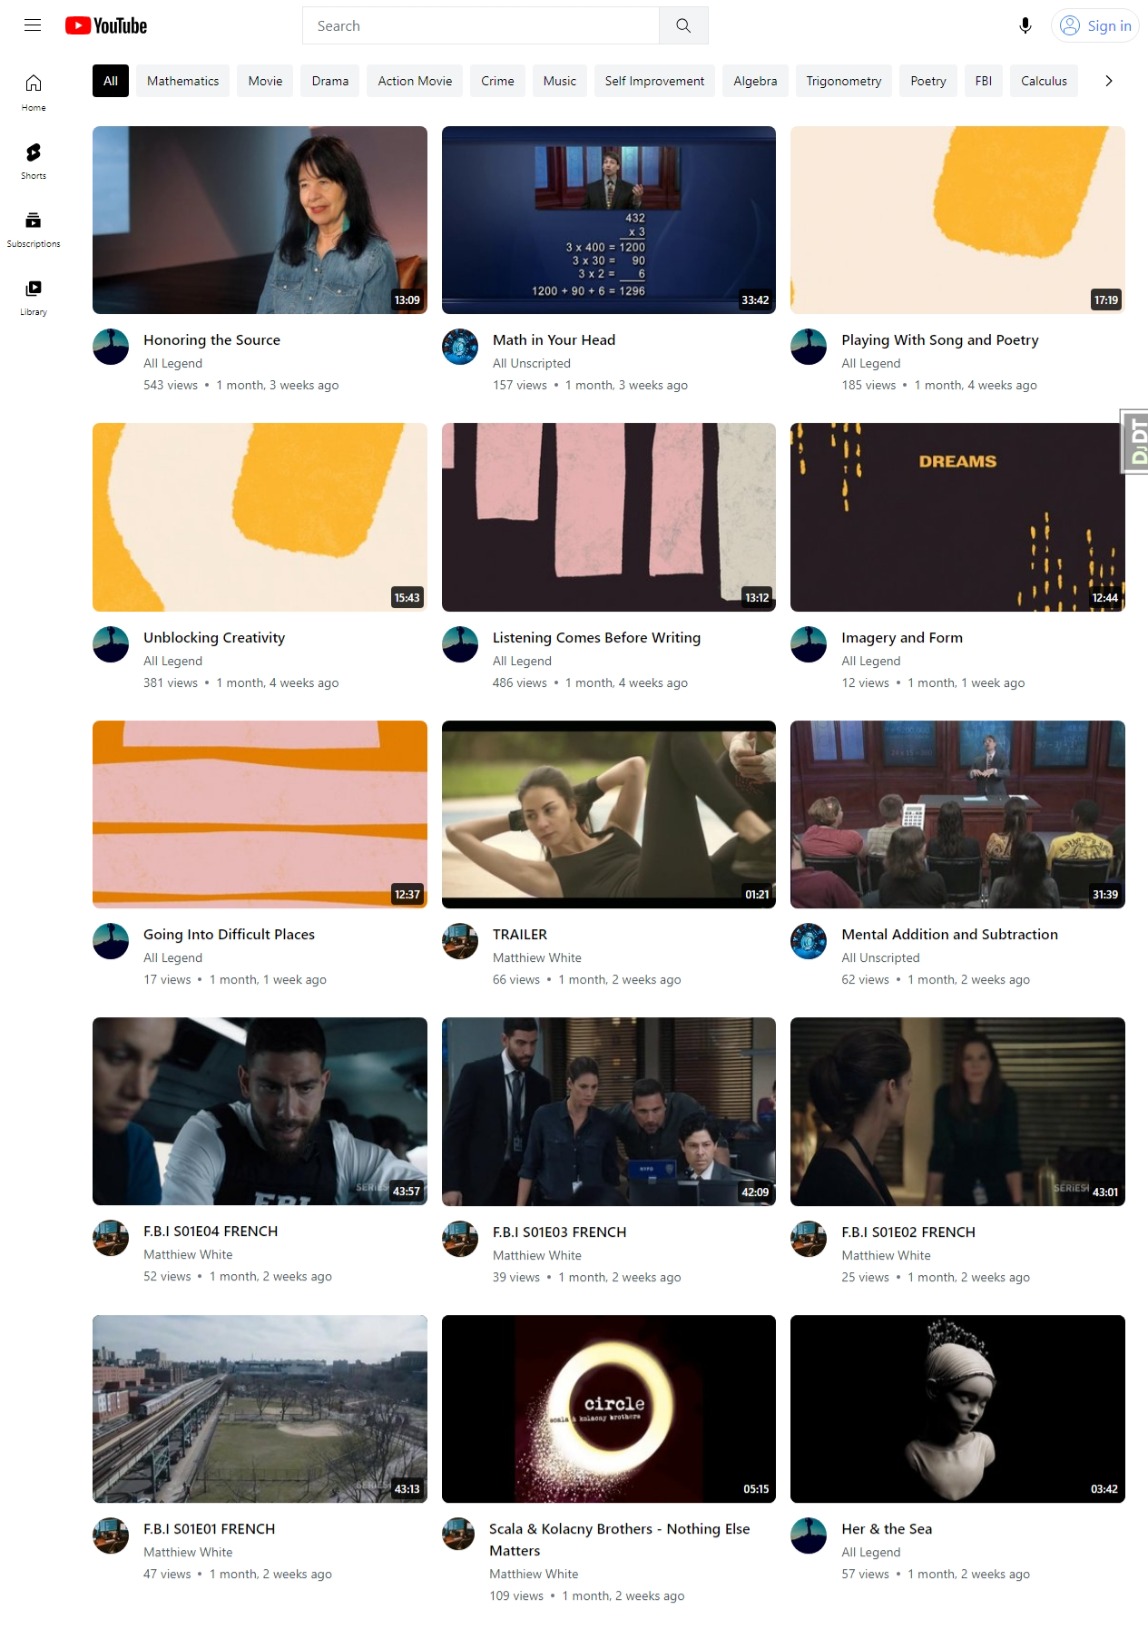 YouTube
Search
Sign in
All
Mathematics
Movie
Drama
Action Movie
Crime
Music
Self Improvement
Algebra
Trigonometry
Poetry
FBI
Calculus
Home
Shorts
Subscriptions
Library
13:09
432
x 3
3 x 400 = 1200
3 x 30 = 90
3 x 2 = 6
1200 + 90 + 6 = 1296
33:42
17:19
Honoring the Source
All Legend
543 views • 1 month, 3 weeks ago
Math in Your Head
All Unscripted
157 views • 1 month, 3 weeks ago
Playing With Song and Poetry
All Legend
185 views • 1 month, 4 weeks ago
DJDT
15:43
13:12
DREAMS
12:44
Unblocking Creativity
All Legend
381 views • 1 month, 4 weeks ago
Listening Comes Before Writing
All Legend
486 views • 1 month, 4 weeks ago
Imagery and Form
All Legend
12 views • 1 month, 1 week ago
12:37
01:21
31:39
Going Into Difficult Places
All Legend
17 views • 1 month, 1 week ago
TRAILER
Matthiew White
66 views • 1 month, 2 weeks ago
Mental Addition and Subtraction
All Unscripted
62 views • 1 month, 2 weeks ago
FBI
43:57
NYPD
42:09
43:01
F.B.I S01E04 FRENCH
Matthiew White
52 views • 1 month, 2 weeks ago
F.B.I S01E03 FRENCH
Matthiew White
39 views • 1 month, 2 weeks ago
F.B.I S01E02 FRENCH
Matthiew White
25 views • 1 month, 2 weeks ago
43:13
circle
scala & kolacny brothers
05:15
03:42
F.B.I S01E01 FRENCH
Matthiew White
47 views • 1 month, 2 weeks ago
Scala & Kolacny Brothers - Nothing Else
Matters
Matthiew White
109 views • 1 month, 2 weeks ago
Her & the Sea
All Legend
57 views • 1 month, 2 weeks ago